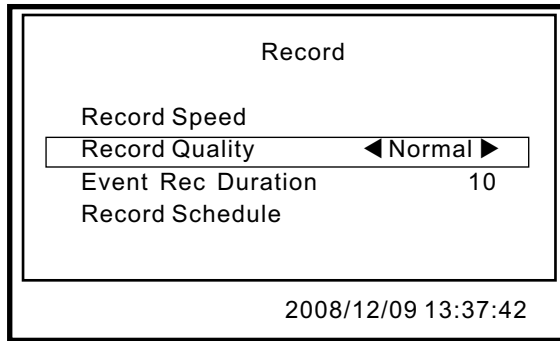 Record
Record Speed
Record Quality ◀ Normal ▶
Event Rec Duration 10
Record Schedule
2008/12/09 13:37:42